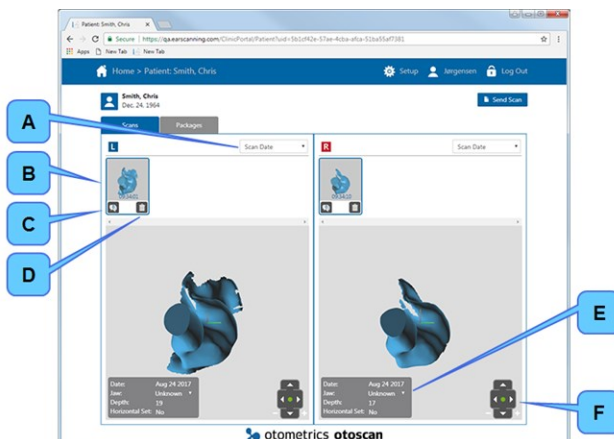 Patient: Smith, Chris
Secure https://qa.earscanning.com/ClinicPortal/Patient?uid=5b1cf42e-57ae-4cba-afca-51ba55af7381
Apps New Tab New Tab
Home > Patient: Smith, Chris Setup Jørgensen Log Out
Smith, Chris
Dec. 24, 1964
Send Scan
Scans Packages
A
L Scan Date R Scan Date
B
C
D
E
Date: Aug 24 2017
Jaw: Unknown
Depth: 19
Horizontal Set: No
Date: Aug 24 2017
Jaw: Unknown
Depth: 17
Horizontal Set: No
F
otometrics otoscan